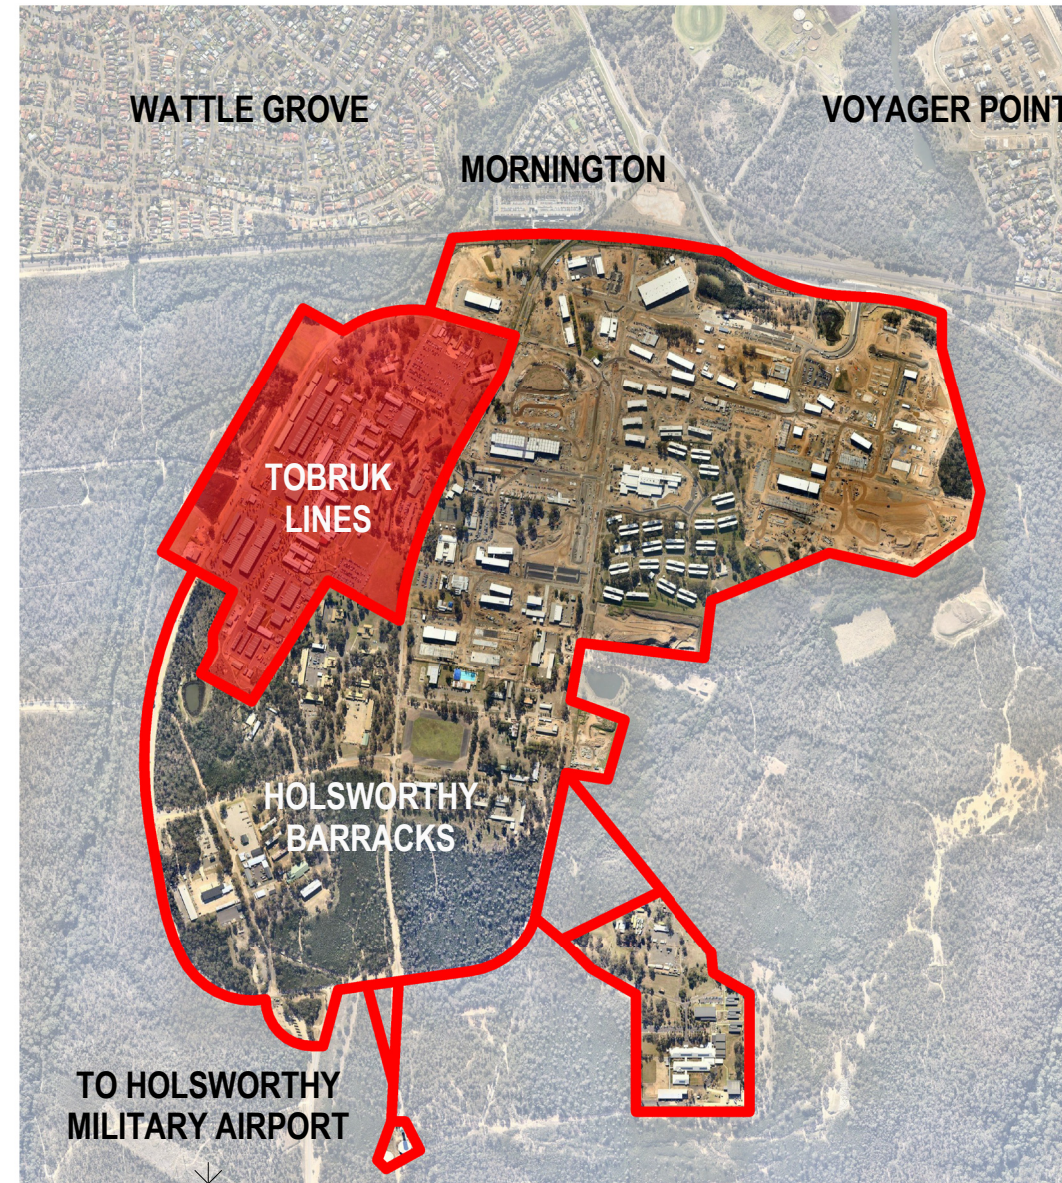 WATTLE GROVE
VOYAGER POINT
MORNINGTON
TOBRUK
LINES
HOLSWORTHY
BARRACKS
TO HOLSWORTHY
MILITARY AIRPORT